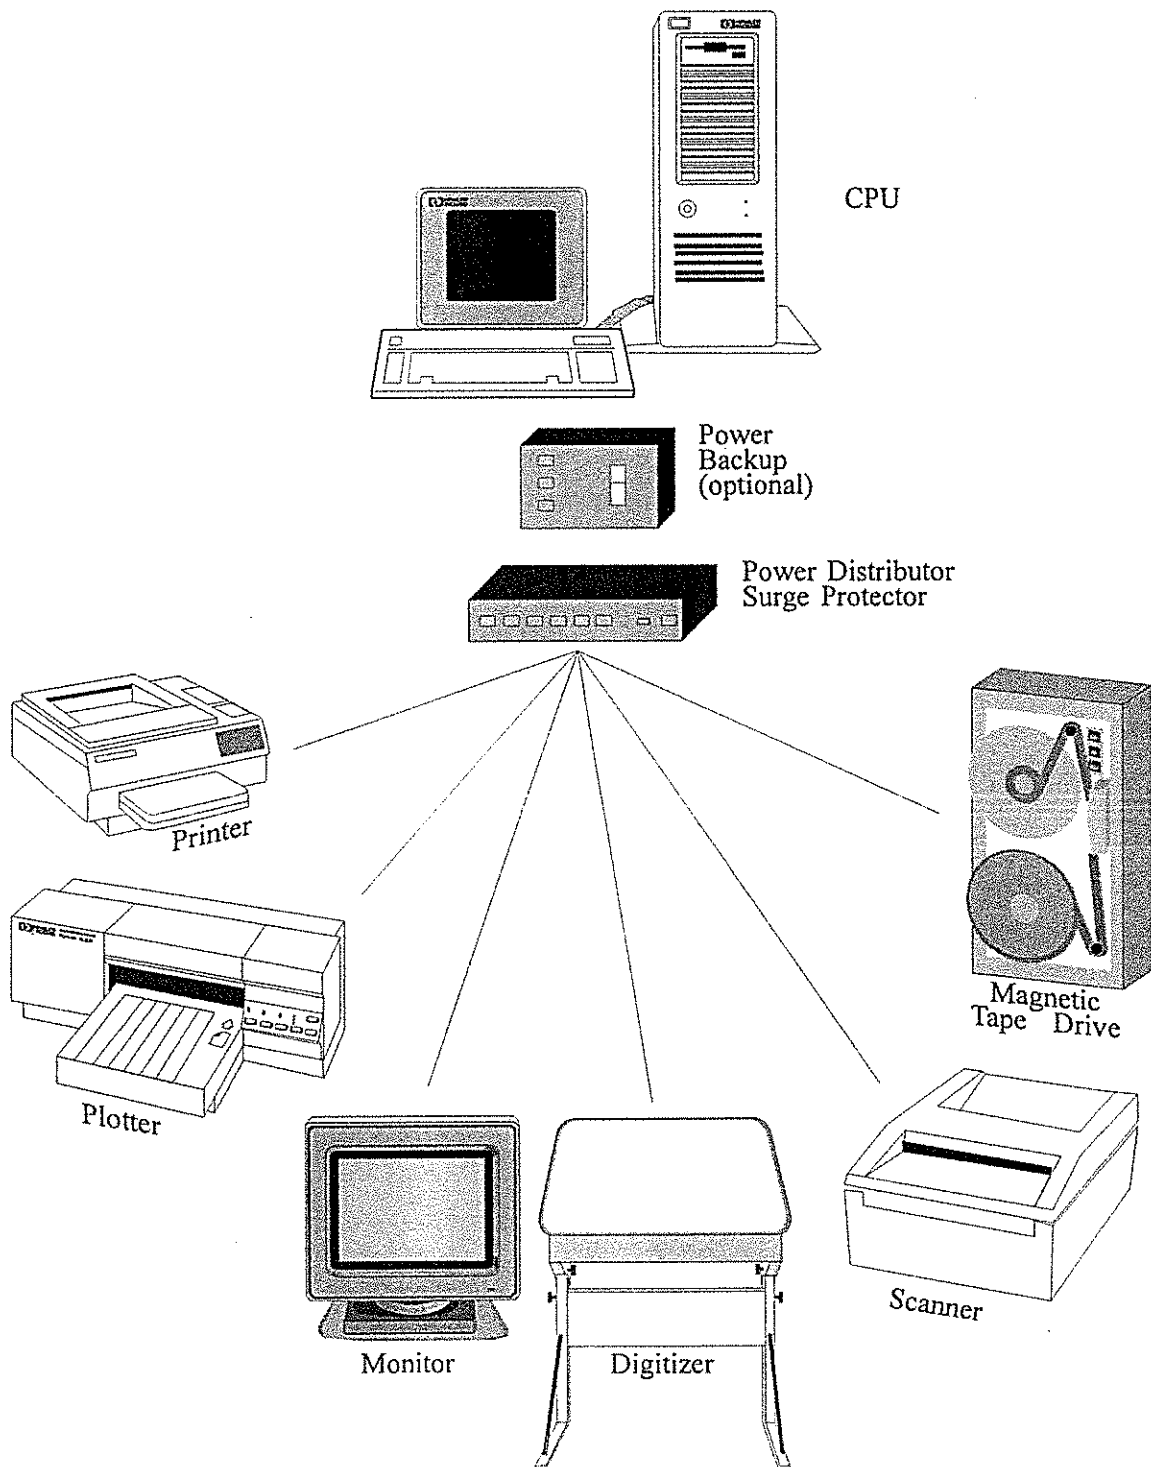 CPU
Power
Backup
(optional)
Power Distributor
Surge Protector
Printer
Magnetic
Tape Drive
Plotter
Scanner
Monitor
Digitizer